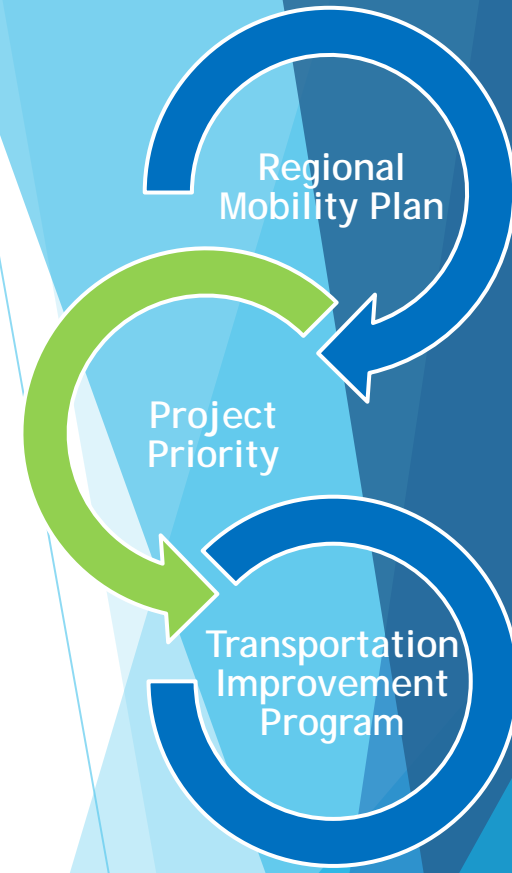 Regional
Mobility Plan
Project
Priority
Transportation
Improvement
Program